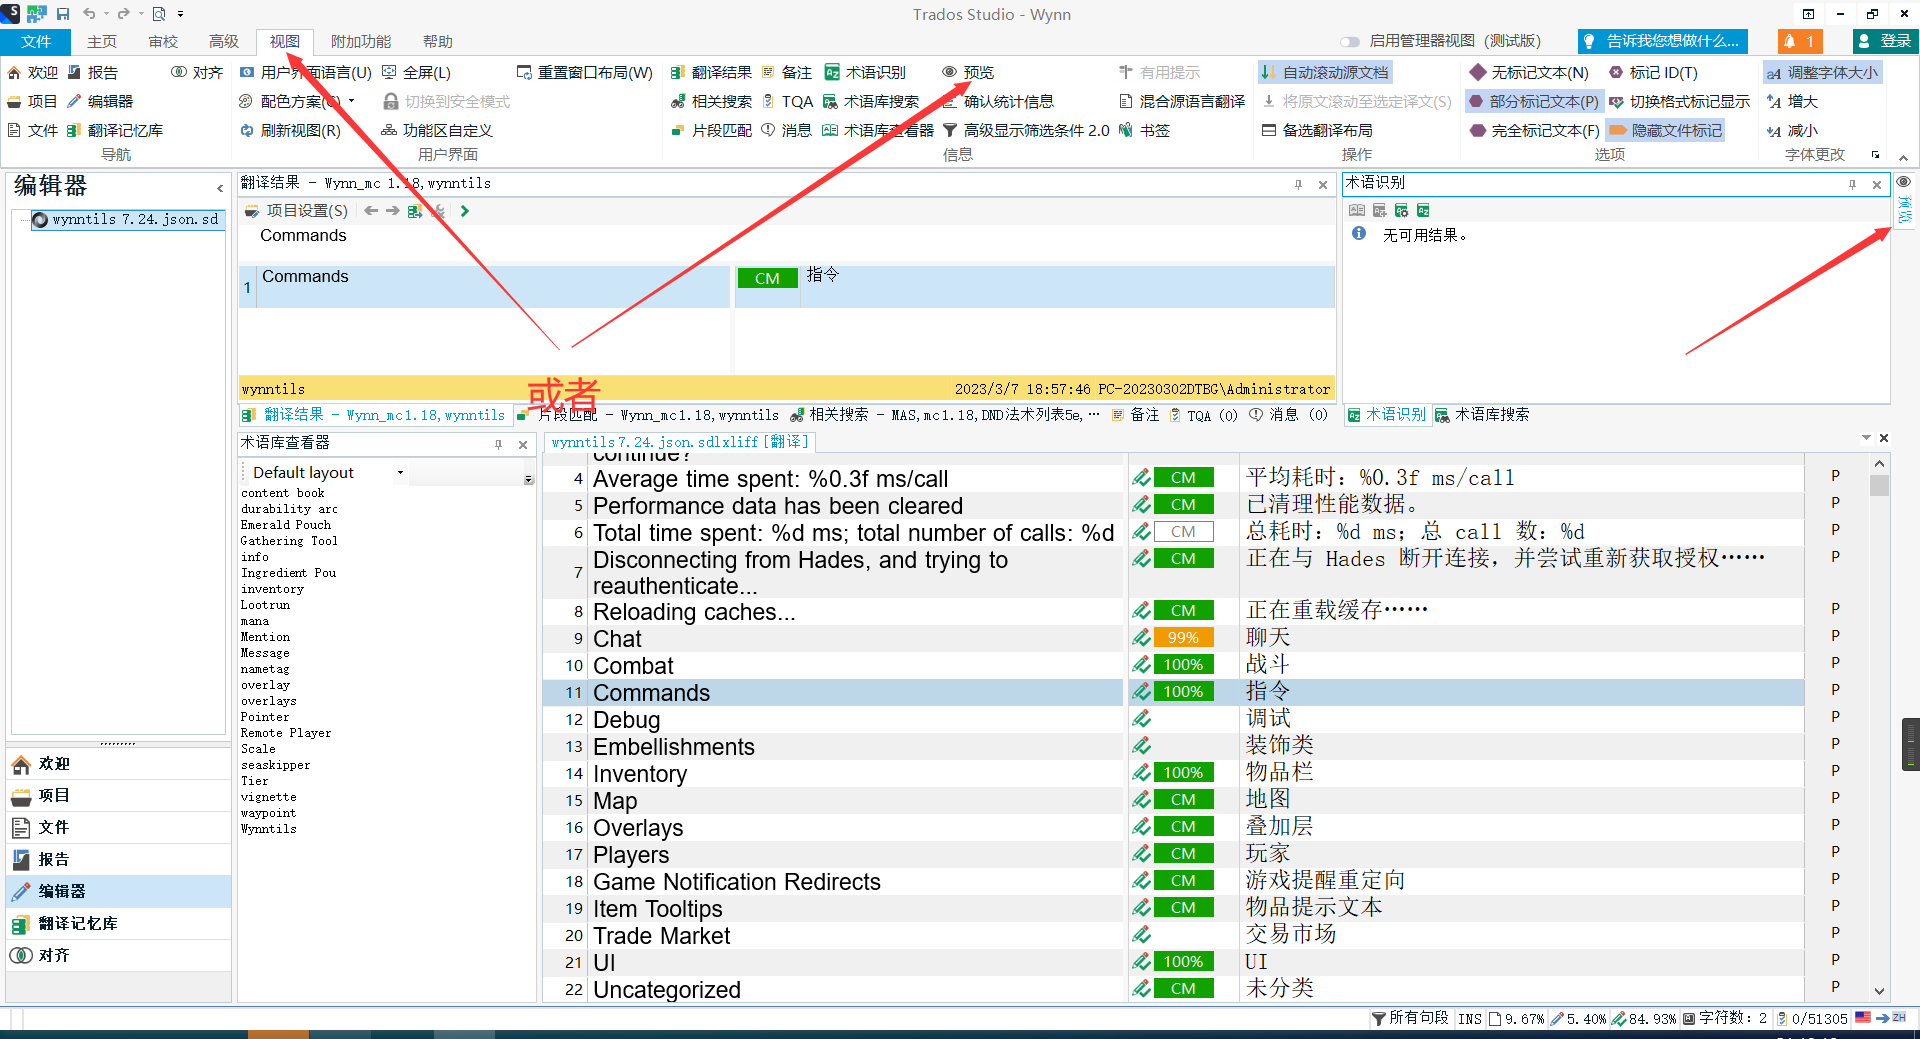 Trados Studio - Wynn
文件 主页 审校 高级 视图 附加功能 帮助 启用管理器视图 (测试版) 告诉我您想做什么... 1 登录
欢迎 报告 对齐 用户界面语言(U) 全屏(L) 重置窗口布局(W) 翻译结果 备注 术语识别 预览 有用提示 自动滚动源文档 无标记文本(N) 标记 ID(T) 调整字体大小
项目 编辑器 配色方案(C) 切换到安全模式 相关搜索 TQA 术语库搜索 确认统计信息 混合源语言翻译 将原文滚动至选定译文(S) 部分标记文本(P) 切换格式标记显示 增大
文件 翻译记忆库 刷新视图(R) 功能区自定义 片段匹配 消息 术语库查看器 高级显示筛选条件 2.0 书签 备选翻译布局 完全标记文本(F) 隐藏文件标记 减小
导航 用户界面 信息 操作 选项 字体更改
编辑器
wynntils 7.24.json.sd
翻译结果 - Wynn_mc 1.18,wynntils
项目设置(S)
Commands
1 Commands CM 指令
wynntils 2023/3/7 18:57:46 PC-20230302DTBG\Administrator
或者
翻译结果 - Wynn_mc1.18,wynntils 片段匹配 - Wynn_mc1.18,wynntils 相关搜索 - MAS,mc1.18,DND法术列表5e,… 备注 TQA (0) 消息 (0)
术语识别
无可用结果。
术语识别 术语库搜索
预览
术语库查看器
Default layout
content book
durability arc
Emerald Pouch
Gathering Tool
info
Ingredient Pou
inventory
Lootrun
mana
Mention
Message
nametag
overlay
overlays
Pointer
Remote Player
Scale
seaskipper
Tier
vignette
waypoint
Wynntils
wynntils7.24.json.sdlxliff[翻译]
continue?
4 Average time spent: %0.3f ms/call CM 平均耗时: %0.3f ms/call P
5 Performance data has been cleared CM 已清理性能数据。 P
6 Total time spent: %d ms; total number of calls: %d CM 总耗时: %d ms; 总 call 数: %d P
7 Disconnecting from Hades, and trying to CM 正在与 Hades 断开连接, 并尝试重新获取授权…… P
reauthenticate...
8 Reloading caches... CM 正在重载缓存…… P
9 Chat 99% 聊天 P
10 Combat 100% 战斗 P
11 Commands 100% 指令 P
12 Debug 调试 P
13 Embellishments 装饰类 P
14 Inventory 100% 物品栏 P
15 Map CM 地图 P
16 Overlays CM 叠加层 P
17 Players CM 玩家 P
18 Game Notification Redirects CM 游戏提醒重定向 P
19 Item Tooltips CM 物品提示文本 P
20 Trade Market 交易市场 P
21 UI 100% UI P
22 Uncategorized CM 未分类 P
欢迎
项目
文件
报告
编辑器
翻译记忆库
对齐
所有句段 INS 9.67% 5.40% 84.93% 字符数: 2 0/51305 ZH